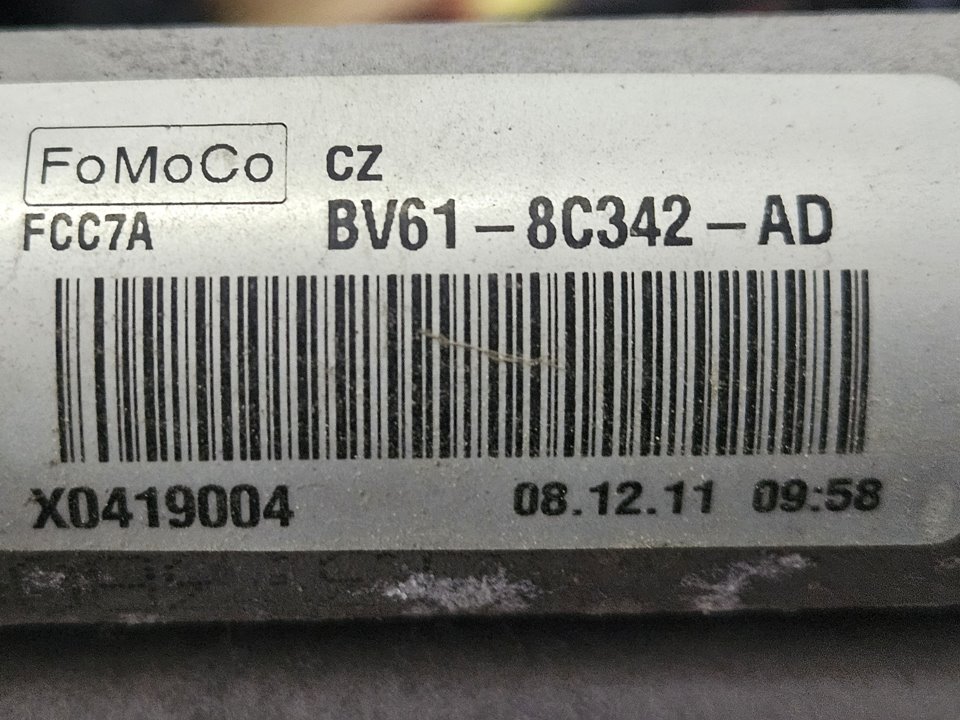 FoMoCo CZ
FCC7A BV61-8C342-AD
X0419004 08.12.11 09:58